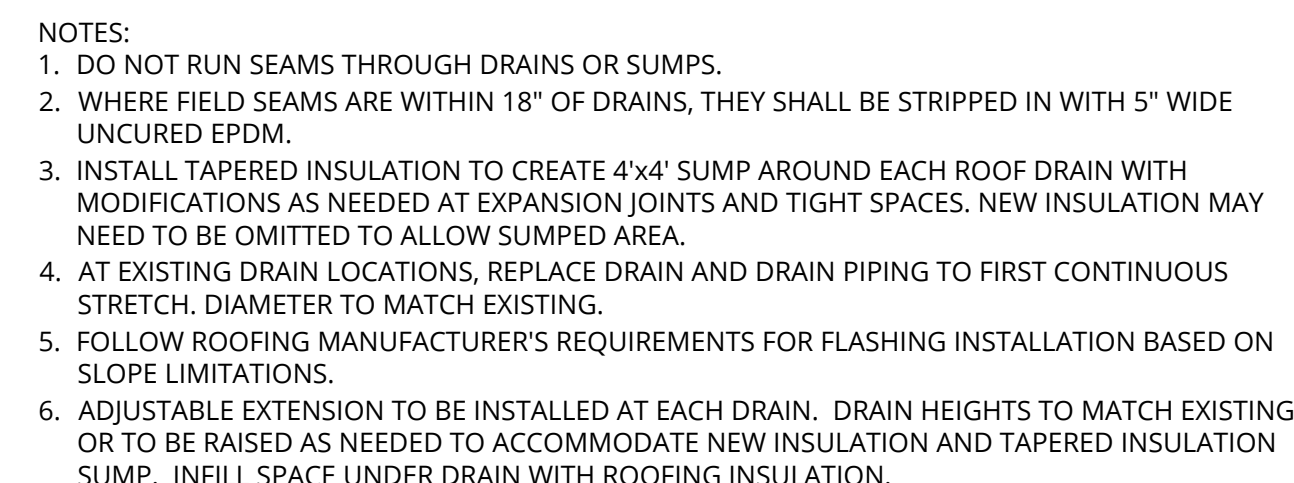 NOTES:
1. DO NOT RUN SEAMS THROUGH DRAINS OR SUMPS.
2. WHERE FIELD SEAMS ARE WITHIN 18" OF DRAINS, THEY SHALL BE STRIPPED IN WITH 5" WIDE
UNCURED EPDM.
3. INSTALL TAPERED INSULATION TO CREATE 4'x4' SUMP AROUND EACH ROOF DRAIN WITH
MODIFICATIONS AS NEEDED AT EXPANSION JOINTS AND TIGHT SPACES. NEW INSULATION MAY
NEED TO BE OMITTED TO ALLOW SUMPED AREA.
4. AT EXISTING DRAIN LOCATIONS, REPLACE DRAIN AND DRAIN PIPING TO FIRST CONTINUOUS
STRETCH. DIAMETER TO MATCH EXISTING.
5. FOLLOW ROOFING MANUFACTURER'S REQUIREMENTS FOR FLASHING INSTALLATION BASED ON
SLOPE LIMITATIONS.
6. ADJUSTABLE EXTENSION TO BE INSTALLED AT EACH DRAIN. DRAIN HEIGHTS TO MATCH EXISTING
OR TO BE RAISED AS NEEDED TO ACCOMMODATE NEW INSULATION AND TAPERED INSULATION
SUMP. INFILL SPACE UNDER DRAIN WITH ROOFING INSULATION.